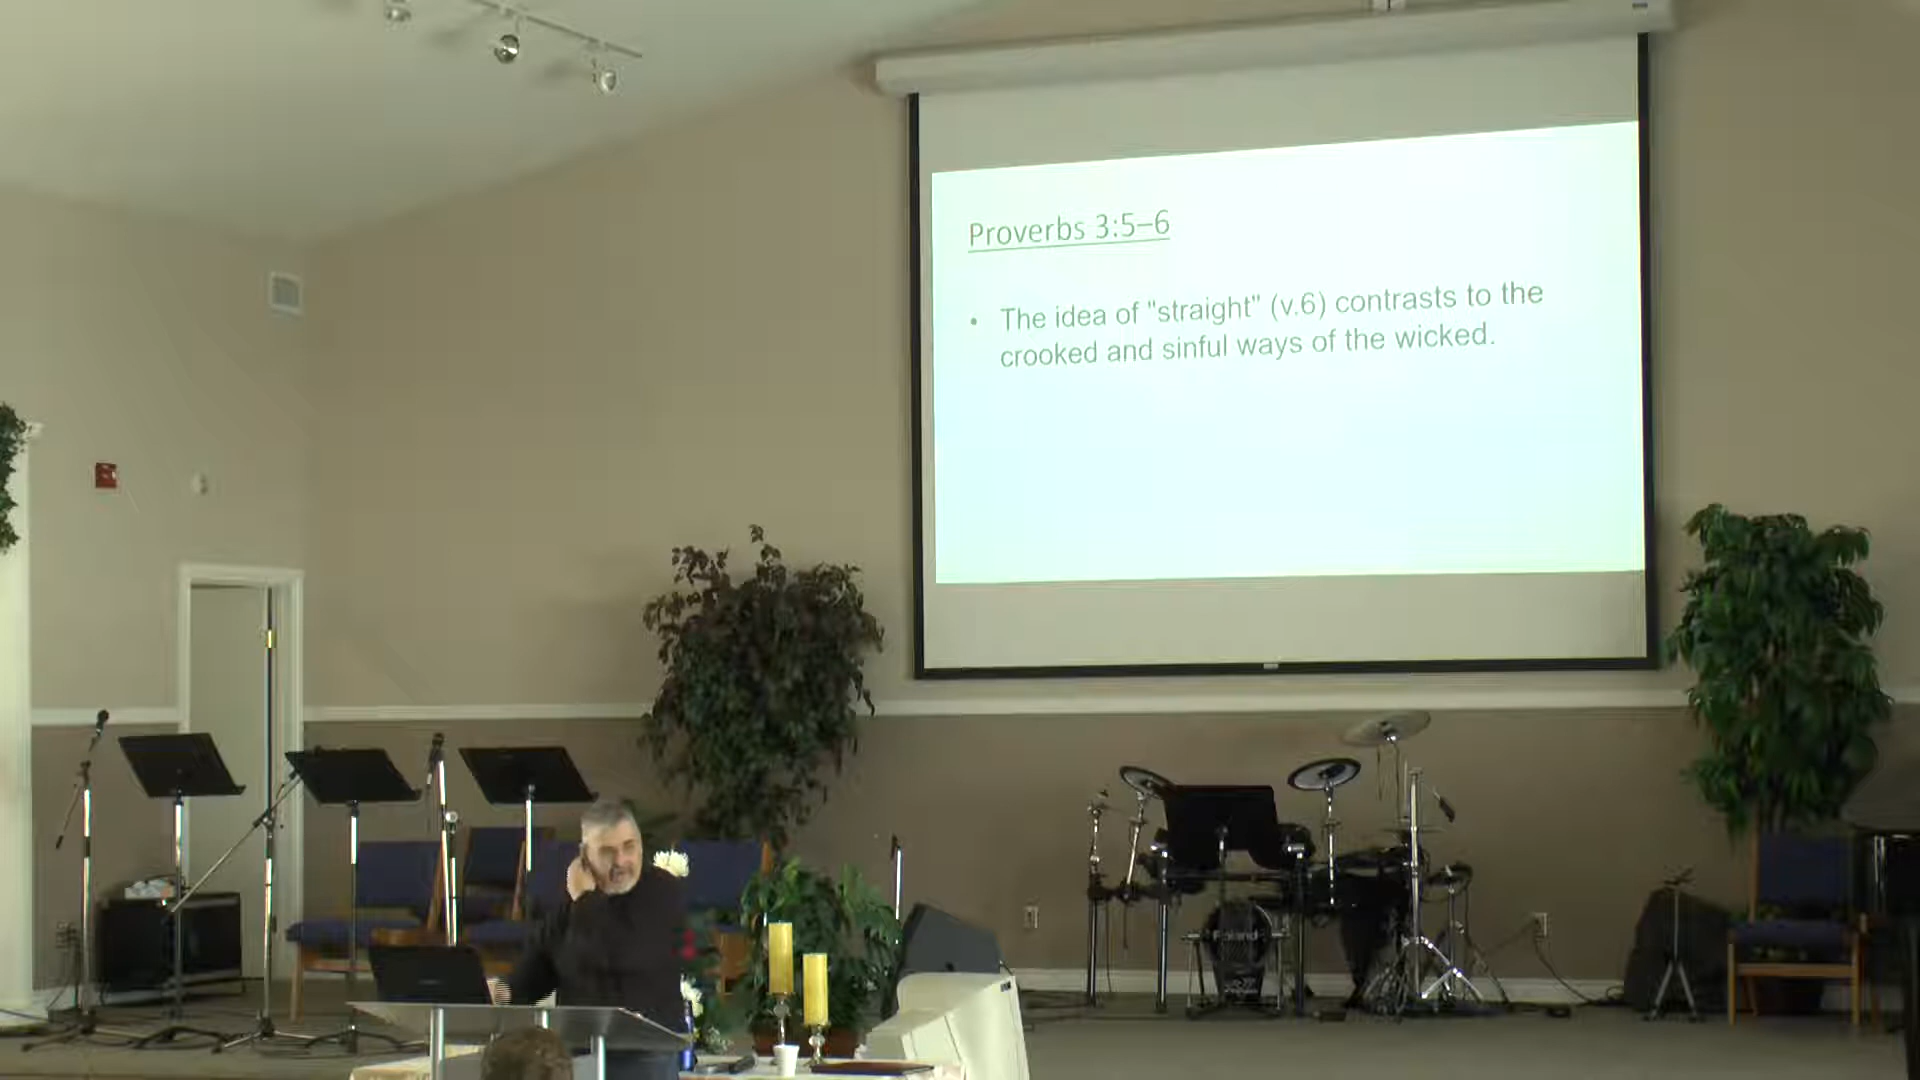 Proverbs 3:5–6
• The idea of "straight" (v.6) contrasts to the
crooked and sinful ways of the wicked.
Roland